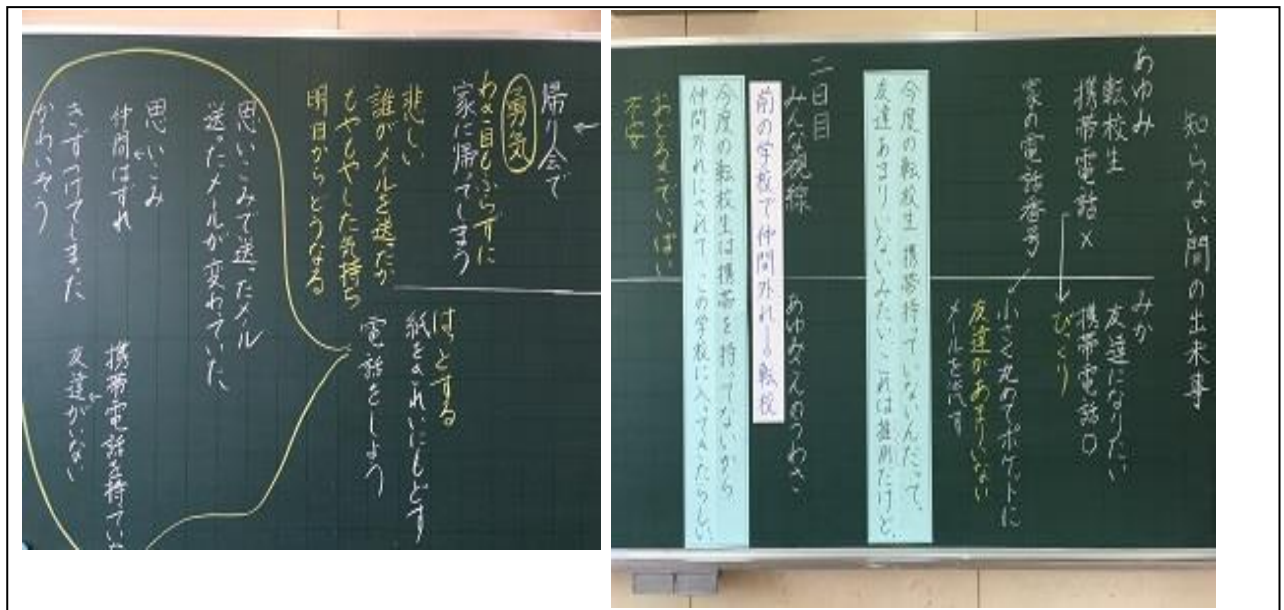 知らない間の出来事
あゆみ
転校生
携帯電話×
家の電話番号
みか
友達になりたい
携帯電話○
びっくり
小さく丸めてポケットに
友達があまりいない
メールを流す
今度の転校生、携帯持っていないんだって、
友達あまりいないみたい。これは推測だけど、
二日目
みんな視線
あゆみさんのうわさ
前の学校で仲間外れ→転校
今度の転校生は携帯を持ってないから
仲間外れにされて、この学校に入ってきたらしい。
不安
帰り会で
勇気
わき目もふらずに
家に帰ってしまう
悲しい
誰がメールを送ったか
もやもやした気持ち
明日からどうなる
はっとする
紙をきれいにもどす
電話をしよう
思いこみで送ったメール
送ったメールが変わっていた
思いこみ
仲間はずれ
きずつけてしまった
かわいそう
携帯電話を持ってい
友達がいない